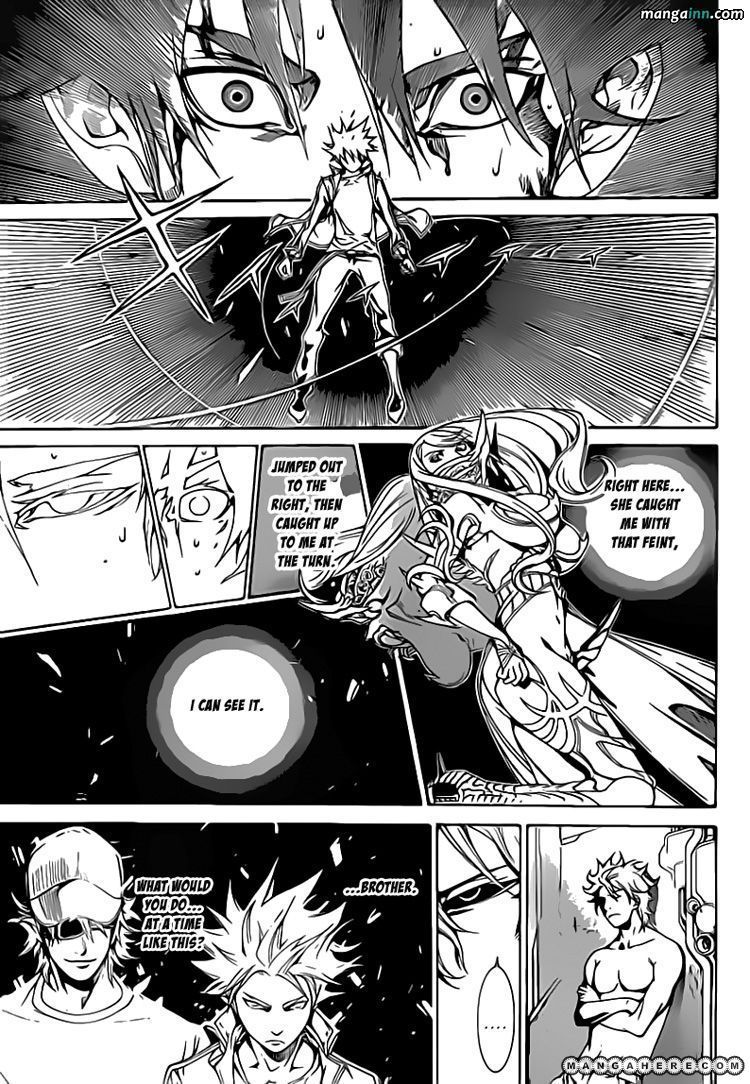 mangainn.com
RIGHT HERE...
SHE CAUGHT
ME WITH
THAT FEINT,
JUMPED OUT
TO THE
RIGHT, THEN
CAUGHT UP
TO ME AT
THE TURN.
I CAN SEE IT.
...BROTHER.
WHAT WOULD
YOU DO...
AT A TIME
LIKE THIS?
.....
MANGAHERE.COM